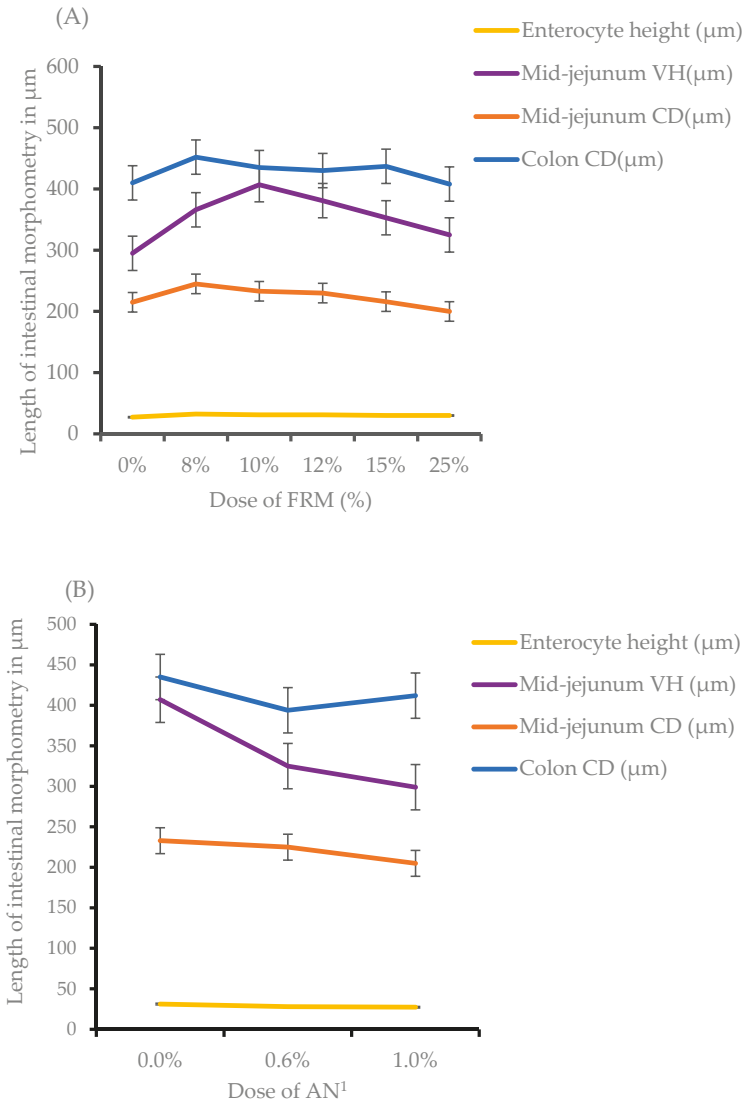 (A)
Enterocyte height (μm)
Mid-jejunum VH(μm)
Mid-jejunum CD(μm)
Colon CD(μm)
Length of intestinal morphometry in μm
600
500
400
300
200
100
0
0% 8% 10% 12% 15% 25%
Dose of FRM (%)
(B)
Enterocyte height (μm)
Mid-jejunum VH (μm)
Mid-jejunum CD (μm)
Colon CD (μm)
Length of intestinal morphometry in μm
500
450
400
350
300
250
200
150
100
50
0
0.0% 0.6% 1.0%
Dose of AN¹